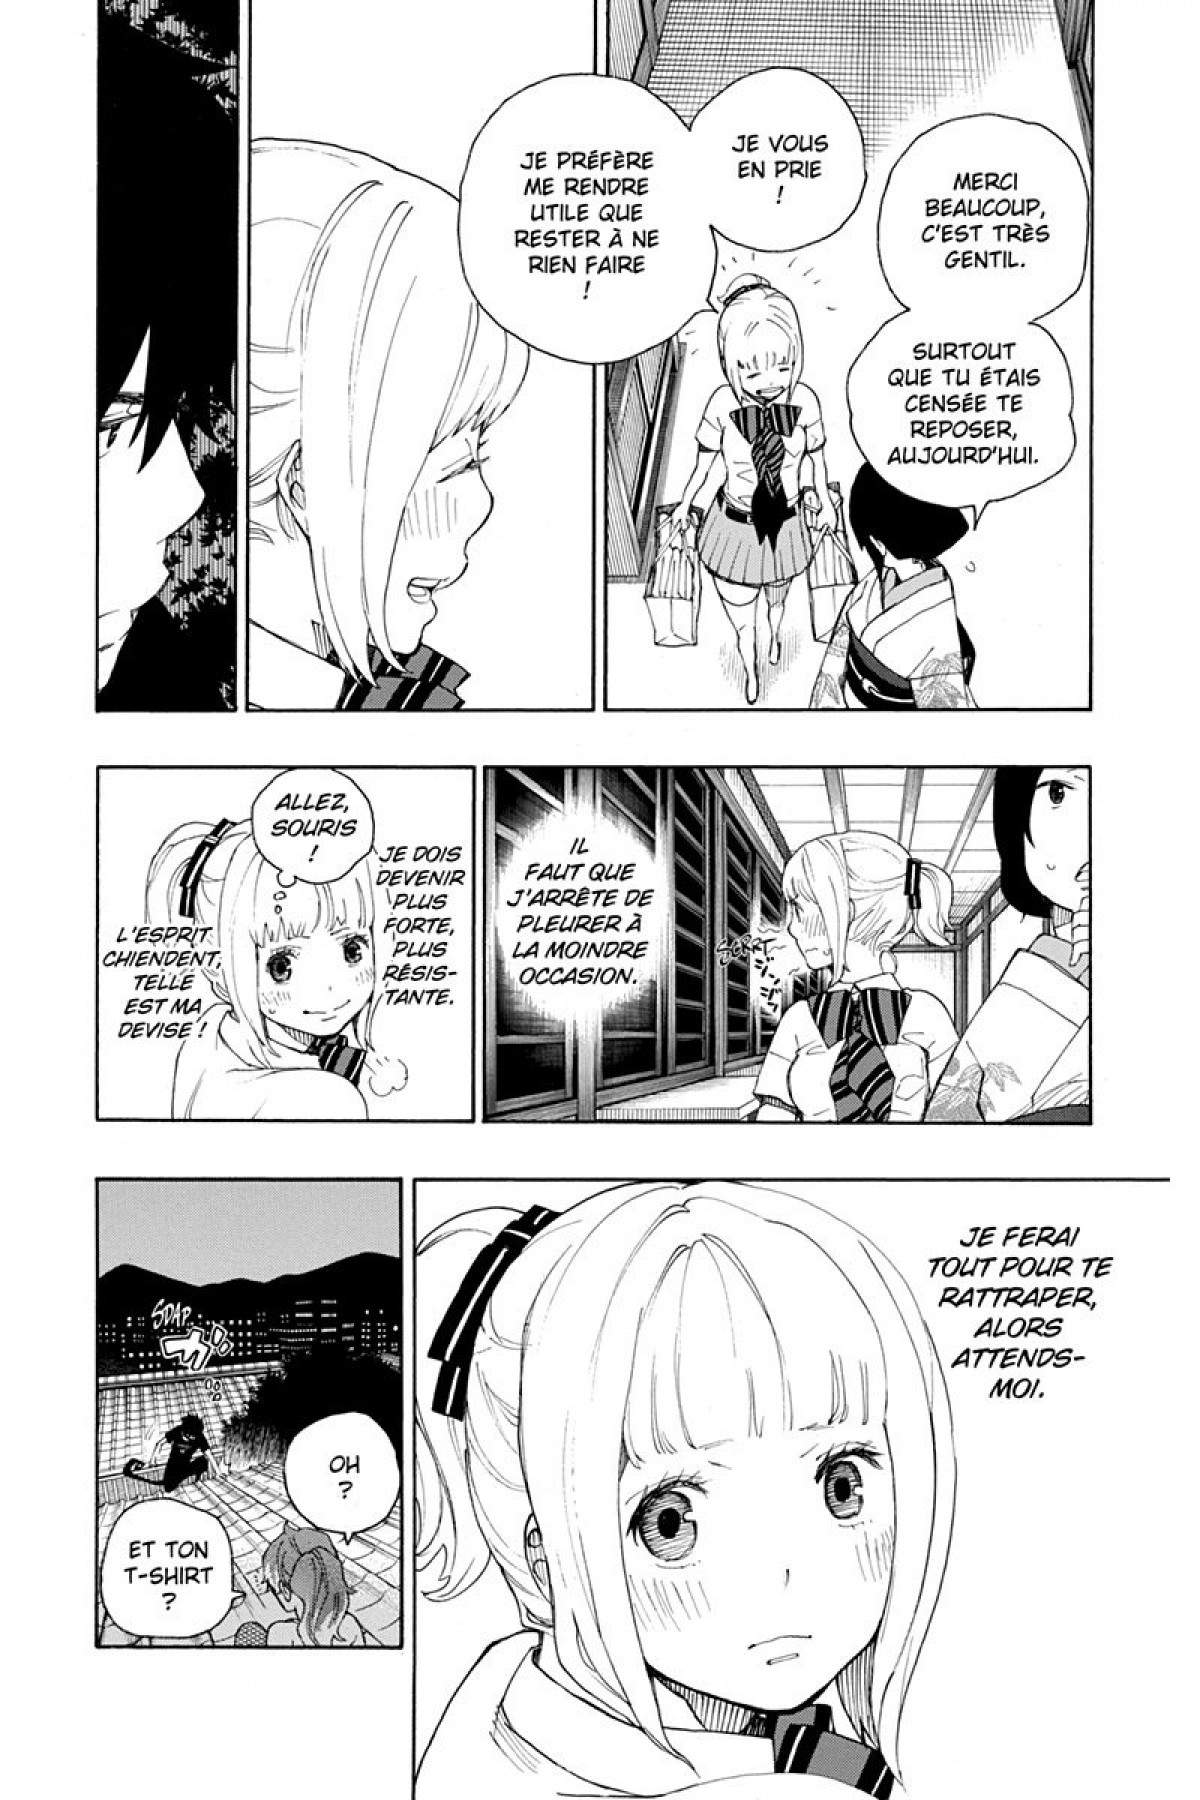 MERCI
BEAUCOUP,
C'EST TRÈS
GENTIL.
SURTOUT
QUE TU ÉTAIS
CENSÉE TE
REPOSER,
AUJOURD'HUI.
JE VOUS
EN PRIE
!
JE PRÉFÈRE
ME RENDRE
UTILE QUE
RESTER À NE
RIEN FAIRE
!
IL
FAUT QUE
J'ARRÊTE DE
PLEURER À
LA MOINDRE
OCCASION.
SERRT
ALLEZ,
SOURIS
!
JE DOIS
DEVENIR
PLUS
FORTE,
PLUS
RÉSIS-
TANTE.
L'ESPRIT
CHIENDENT,
TELLE
EST MA
DEVISE !
JE FERAI
TOUT POUR TE
RATTRAPER,
ALORS
ATTENDS-
MOI.
SDAP
OH
?
ET TON
T-SHIRT
?